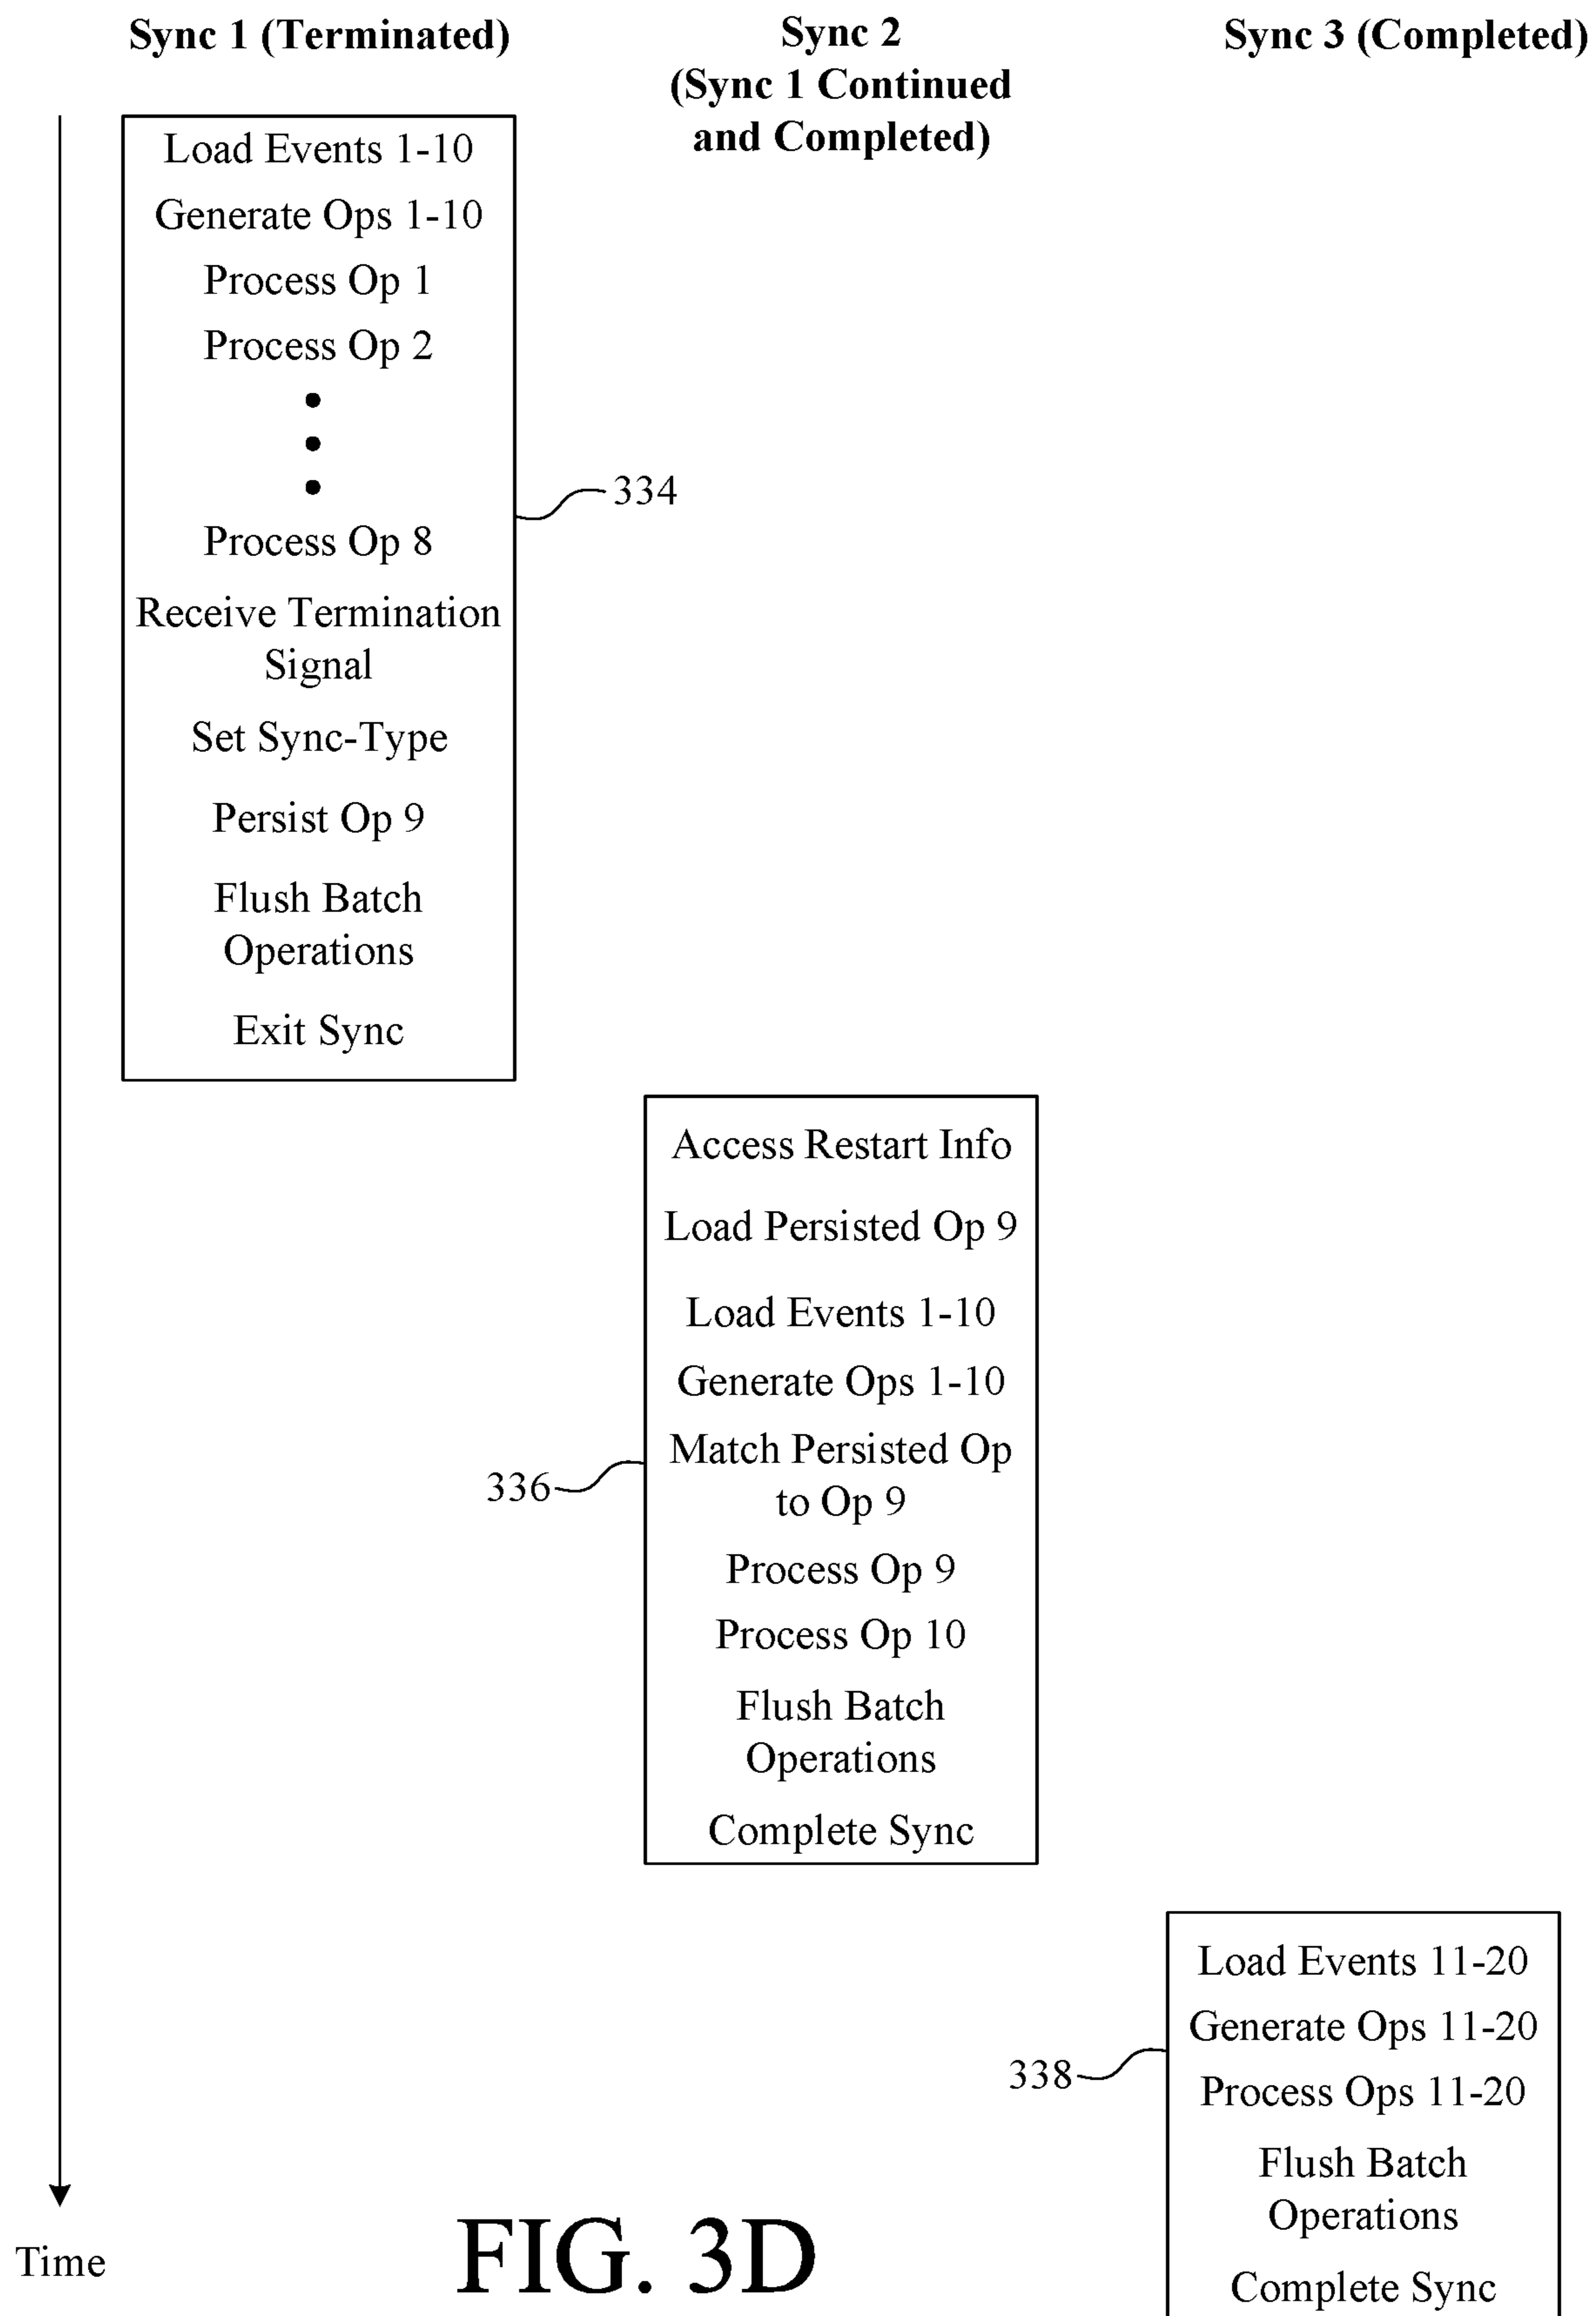 Sync 1 (Terminated)
Sync 2
(Sync 1 Continued
and Completed)
Sync 3 (Completed)
Load Events 1-10
Generate Ops 1-10
Process Op 1
Process Op 2
334
Process Op 8
Receive Termination
Signal
Set Sync-Type
Persist Op 9
Flush Batch
Operations
Exit Sync
Access Restart Info
Load Persisted Op 9
Load Events 1-10
Generate Ops 1-10
Match Persisted Op
to Op 9
336
Process Op 9
Process Op 10
Flush Batch
Operations
Complete Sync
Load Events 11-20
Generate Ops 11-20
338
Process Ops 11-20
Flush Batch
Operations
Complete Sync
Time
FIG. 3D